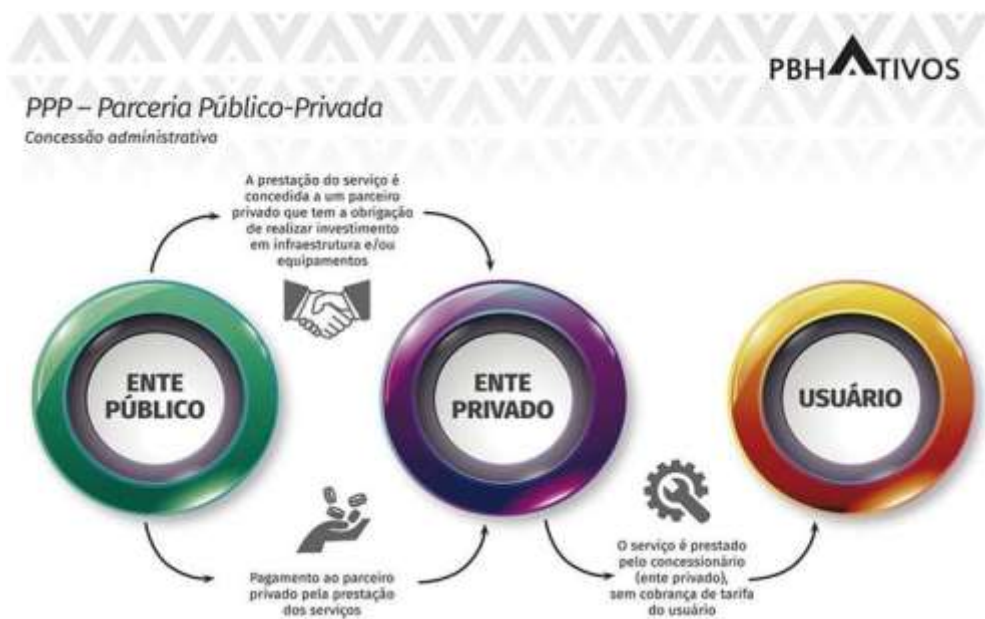 PBH ATIVOS
PPP – Parceria Público-Privada
Concessão administrativa
A prestação do serviço é
concedida a um parceiro
privado que tem a obrigação
de realizar investimento
em infraestrutura e/ou
equipamentos
ENTE
PÚBLICO
ENTE
PRIVADO
USUÁRIO
Pagamento ao parceiro
privado pela prestação
dos serviços
O serviço é prestado
pelo concessionário
(ente privado),
sem cobrança de tarifa
do usuário